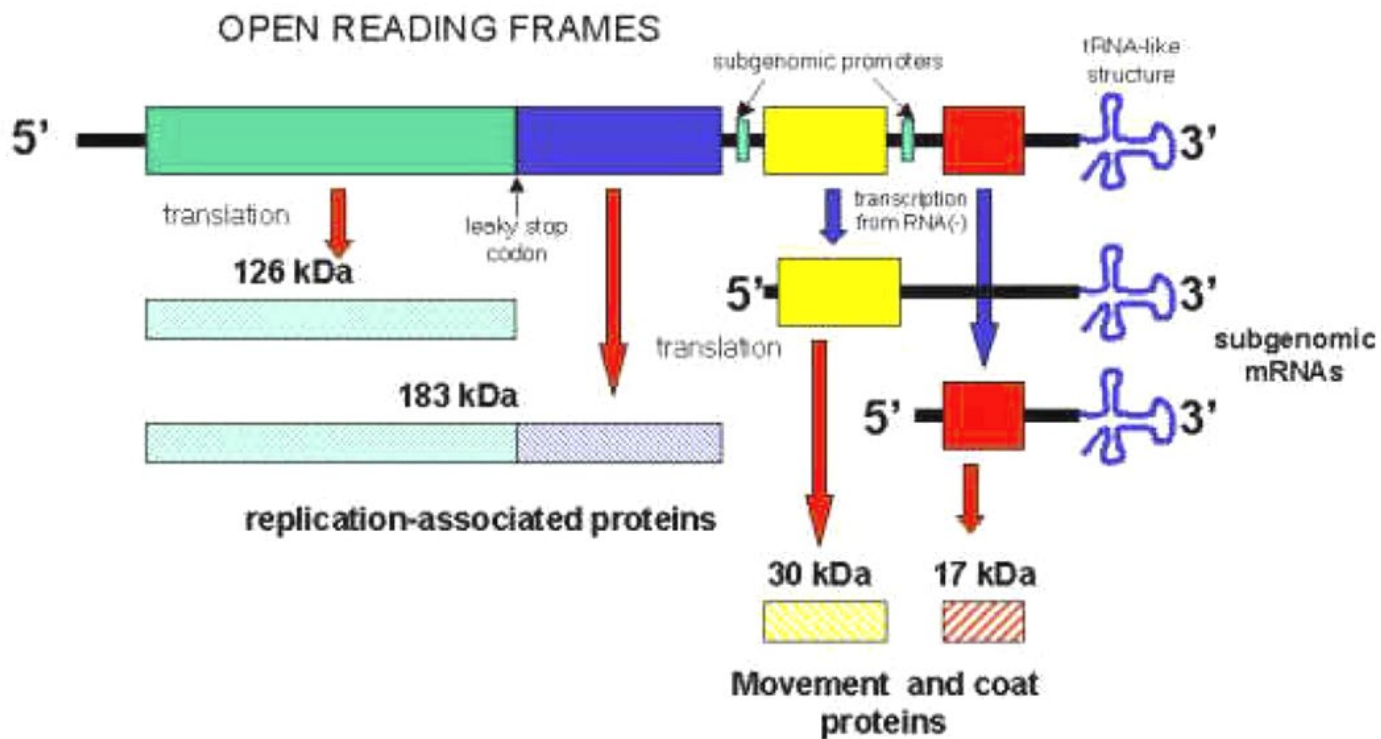 OPEN READING FRAMES
subgenomic promoters
tRNA-like
structure
5’
3’
translation
leaky stop
codon
transcription
from RNA(-)
126 kDa
5’
3’
translation
subgenomic
mRNAs
183 kDa
5’
3’
replication-associated proteins
30 kDa
17 kDa
Movement and coat
proteins